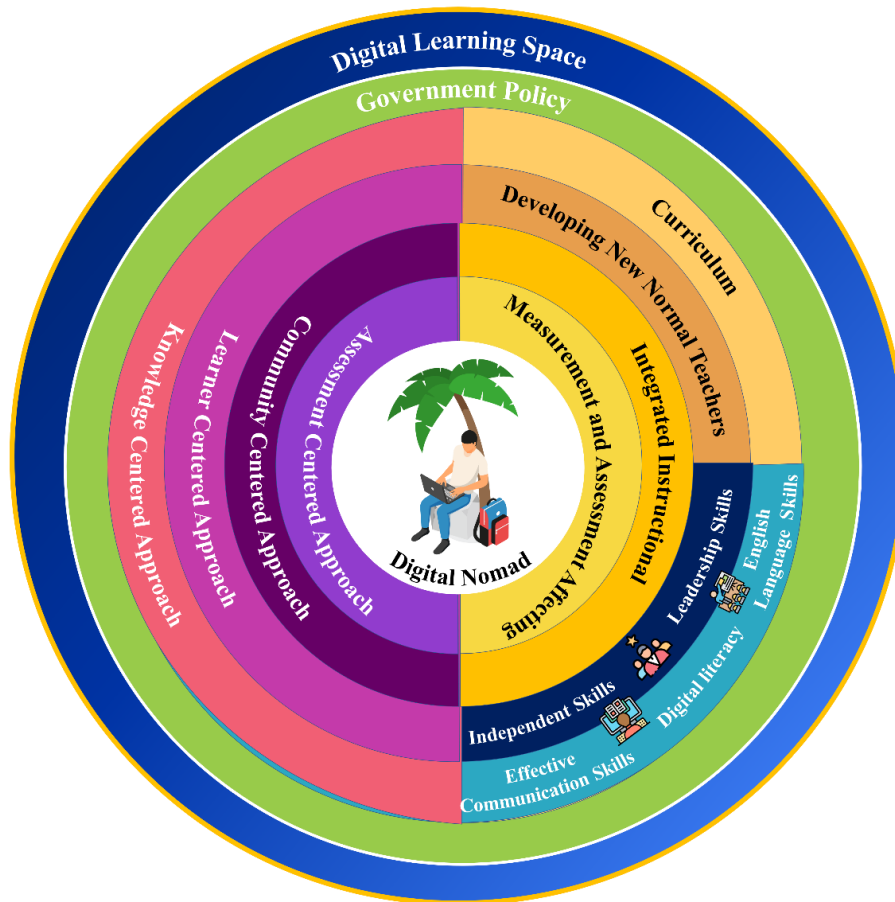 Digital Learning Space
Government Policy
Curriculum
Developing New Normal Teachers
Integrated Instructional
Measurement and Assessment Affecting
Knowledge Centered Approach
Learner Centered Approach
Community Centered Approach
Assessment Centered Approach
Digital Nomad
Leadership Skills
Independent Skills
English
Language Skills
Digital literacy
Effective
Communication Skills